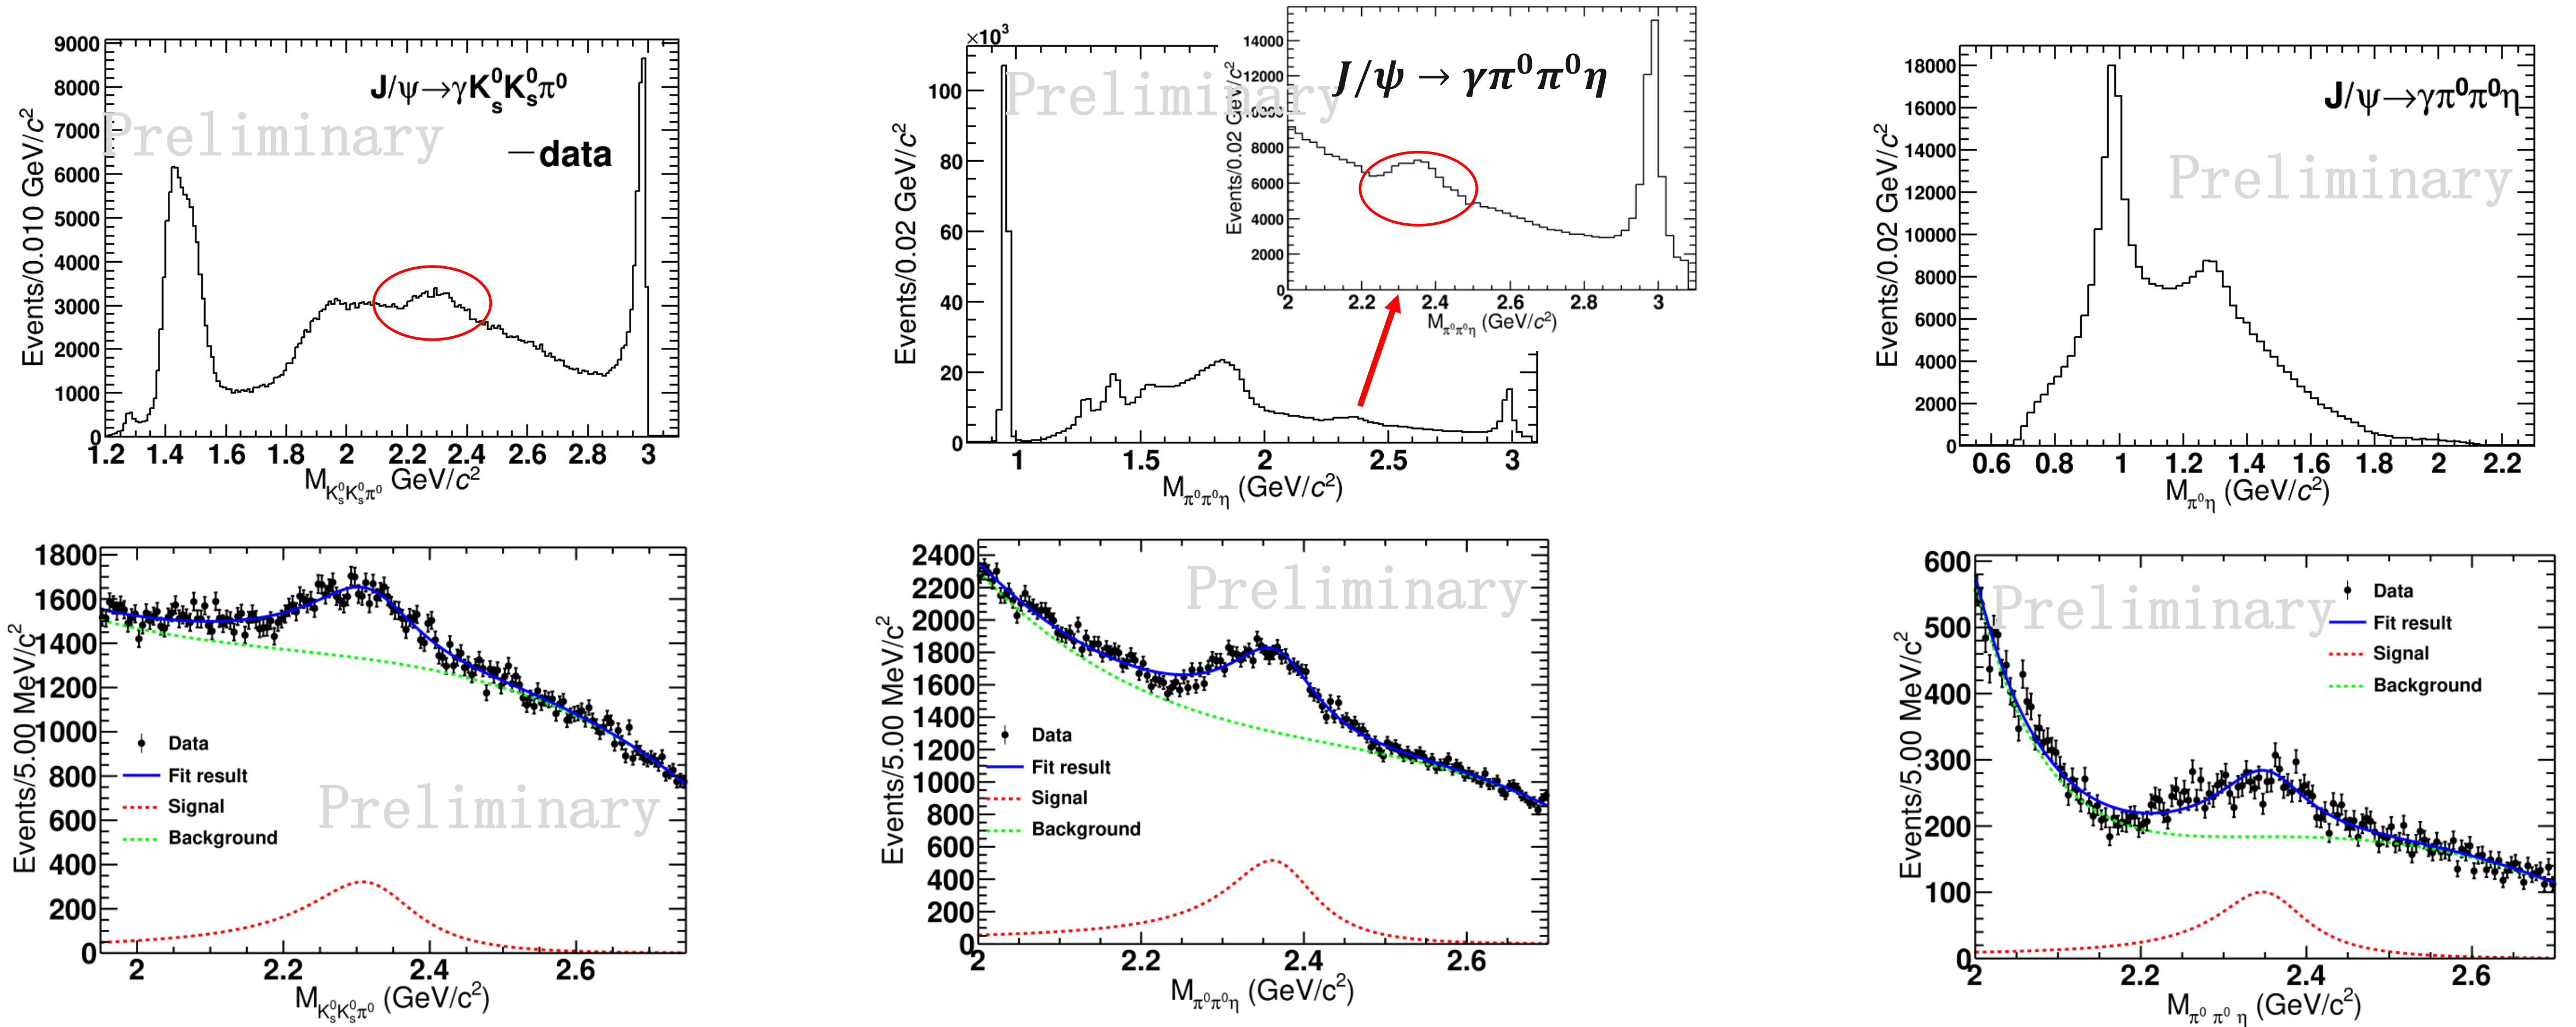 9000
8000
7000
6000
5000
4000
3000
2000
1000
0
Events/0.010 GeV/c²
J/ψ→γK⁰ₛK⁰ₛπ⁰
Preliminary
—data
1.2 1.4 1.6 1.8 2 2.2 2.4 2.6 2.8 3
M_K⁰ₛK⁰ₛπ⁰ GeV/c²
×10³
100
80
60
40
20
0
Events/0.02 GeV/c²
Preliminary
1 1.5 2 2.5 3
M_π⁰π⁰η (GeV/c²)
14000
12000
10000
8000
6000
4000
2000
0
Events/0.02 GeV/c²
J/ψ → γπ⁰π⁰η
2 2.2 2.4 2.6 2.8 3
M_π⁰π⁰η (GeV/c²)
18000
16000
14000
12000
10000
8000
6000
4000
2000
0
Events/0.02 GeV/c²
J/ψ→γπ⁰π⁰η
Preliminary
0.6 0.8 1 1.2 1.4 1.6 1.8 2 2.2
M_π⁰η (GeV/c²)
1800
1600
1400
1200
1000
800
600
400
200
0
Events/5.00 MeV/c²
Data
Fit result
Signal
Background
Preliminary
2 2.2 2.4 2.6
M_K⁰ₛK⁰ₛπ⁰ (GeV/c²)
2400
2200
2000
1800
1600
1400
1200
1000
800
600
400
200
0
Events/5.00 MeV/c²
Preliminary
Data
Fit result
Signal
Background
2 2.2 2.4 2.6
M_π⁰π⁰η (GeV/c²)
600
500
400
300
200
100
0
Events/5.00 MeV/c²
Preliminary
Data
Fit result
Signal
Background
2 2.2 2.4 2.6
M_π⁰ π⁰ η (GeV/c²)